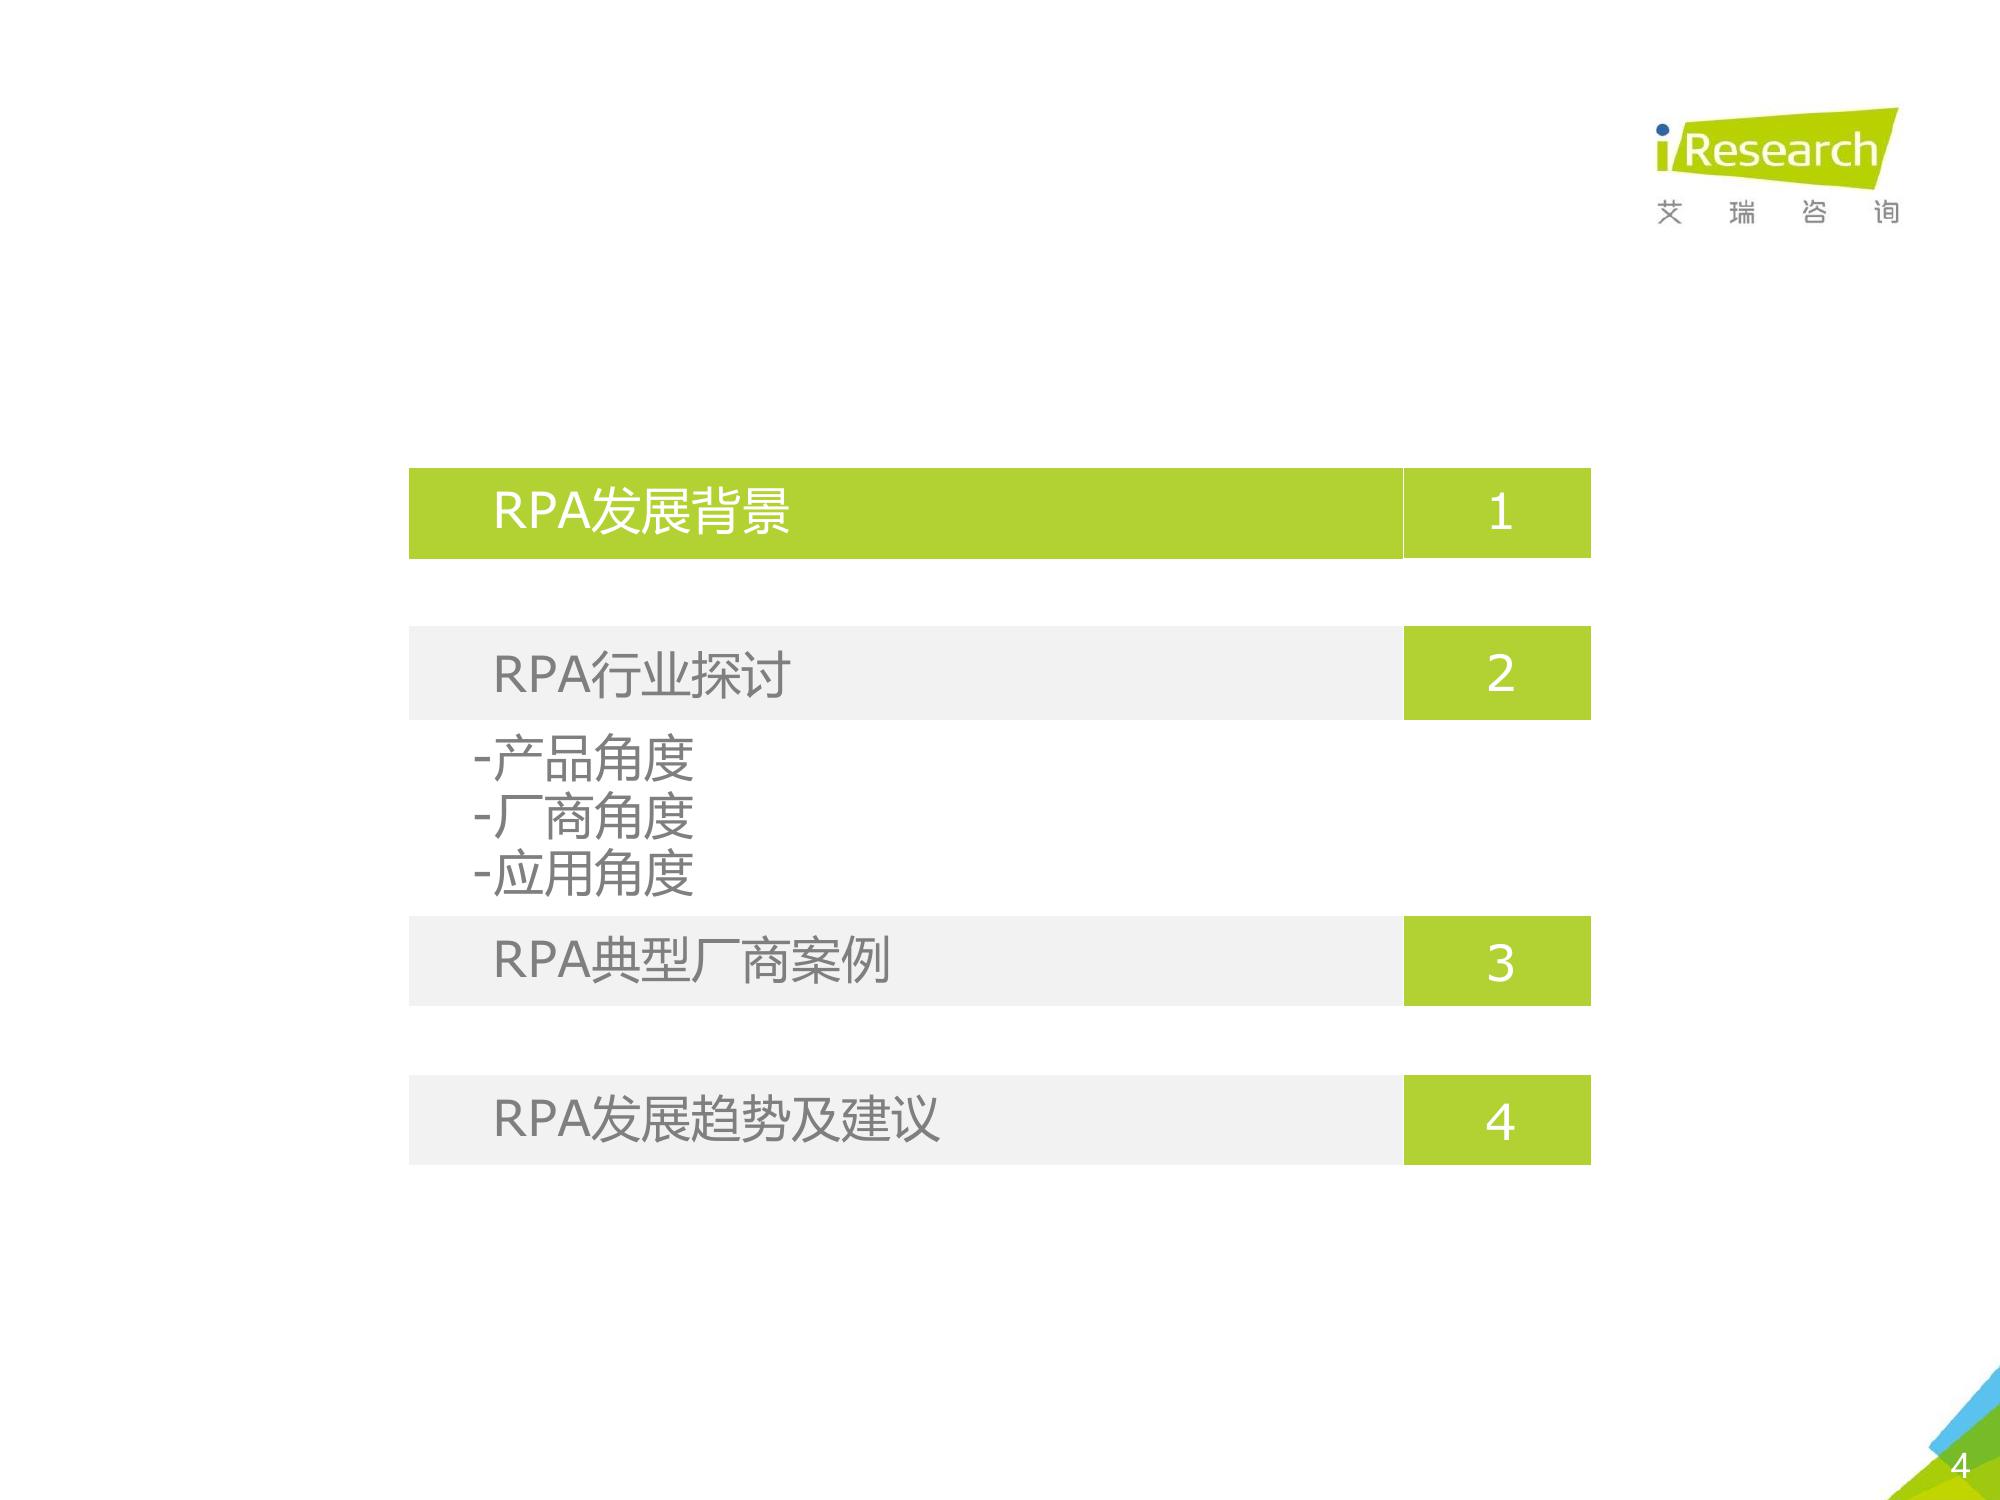 iResearch
艾瑞咨询
RPA发展背景 1
RPA行业探讨 2
-产品角度
-厂商角度
-应用角度
RPA典型厂商案例 3
RPA发展趋势及建议 4
4